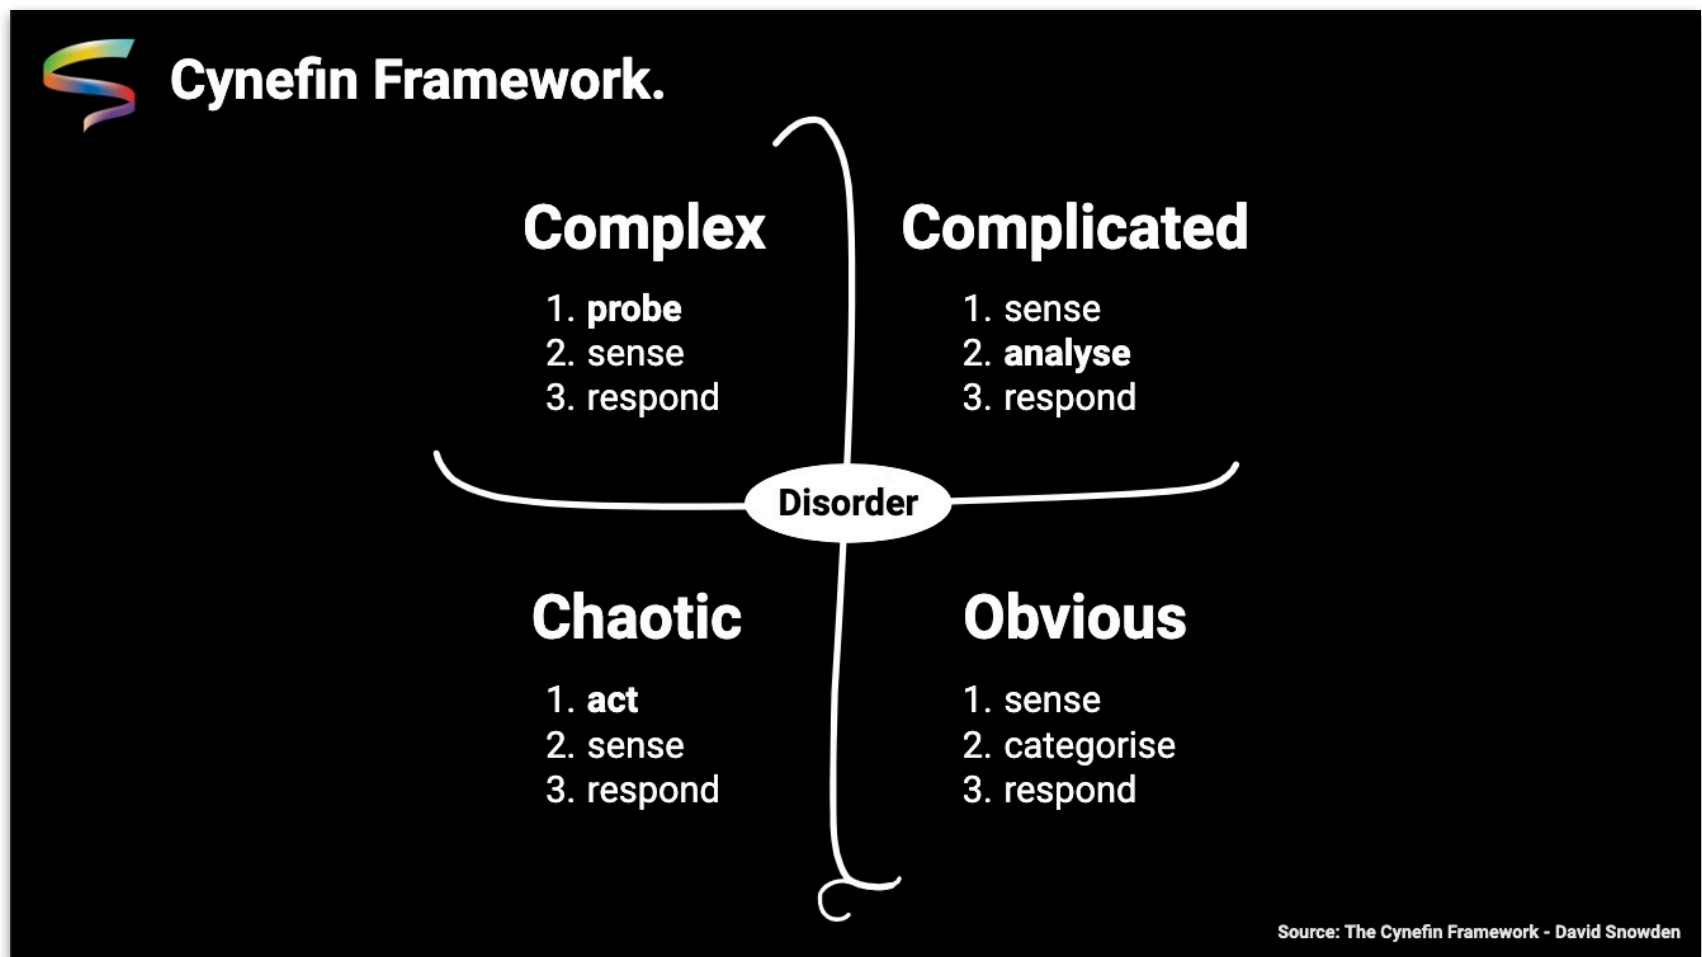 Cynefin Framework.
Complex
1. probe
2. sense
3. respond
Complicated
1. sense
2. analyse
3. respond
Disorder
Chaotic
1. act
2. sense
3. respond
Obvious
1. sense
2. categorise
3. respond
Source: The Cynefin Framework - David Snowden